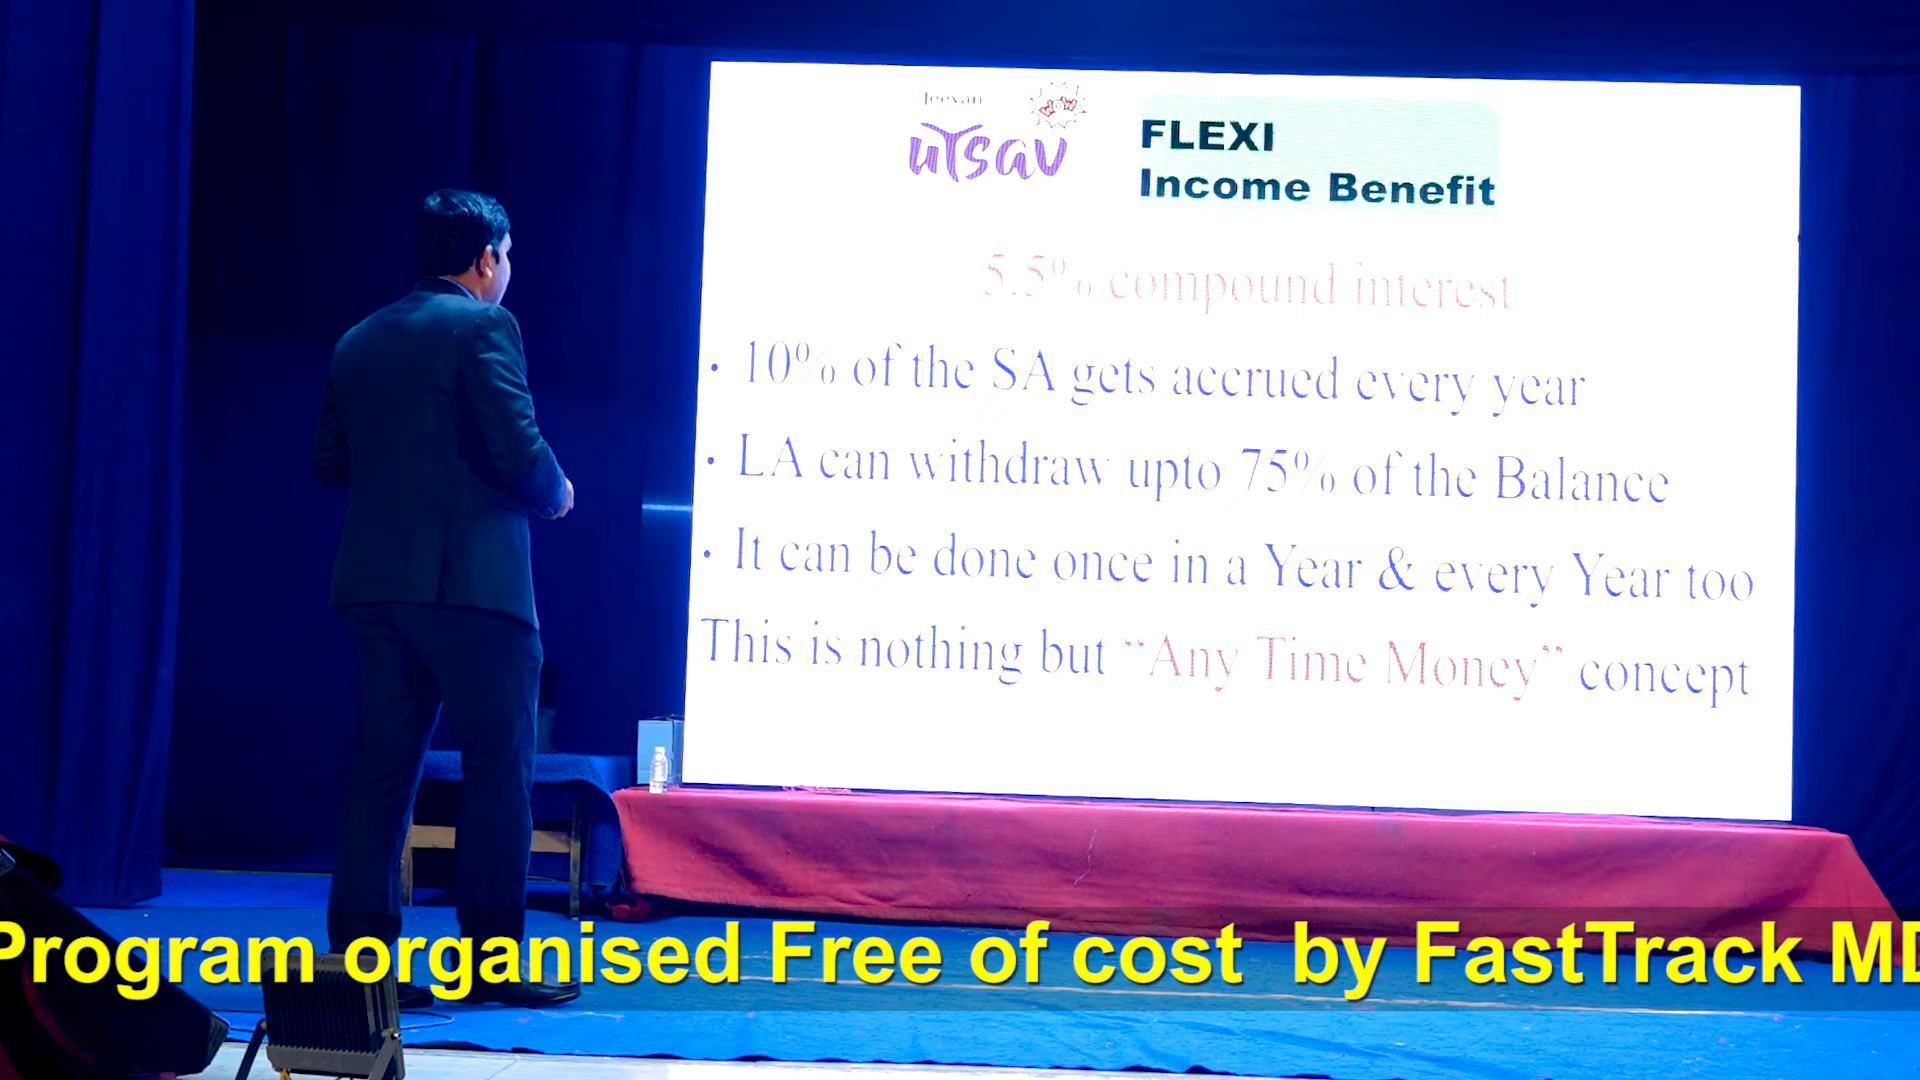 Jeevan
WOW
UTSAV
FLEXI
Income Benefit
5.5% compound interest
• 10% of the SA gets accrued every year
• LA can withdraw upto 75% of the Balance
• It can be done once in a Year & every Year too
This is nothing but “Any Time Money” concept
Program organised Free of cost by FastTrack MD